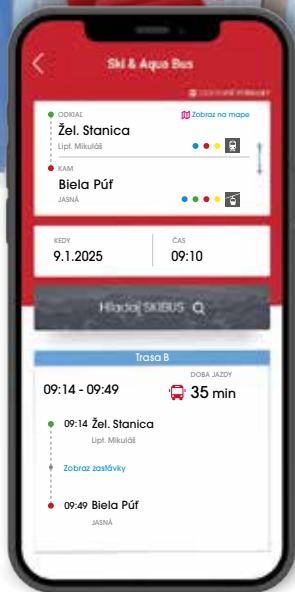 Ski & Aqua Bus
ODKIAĽ
Zobraz na mape
Žel. Stanica
Lipt. Mikuláš
KAM
Biela Púť
JASNÁ
KEDY
ČAS
9.1.2025
09:10
Hľadaj SKIBUS
Trasa B
DOBA JAZDY
09:14 - 09:49
35 min
09:14 Žel. Stanica
Lipt. Mikuláš
Zobraz zastávky
09:49 Biela Púť
JASNÁ